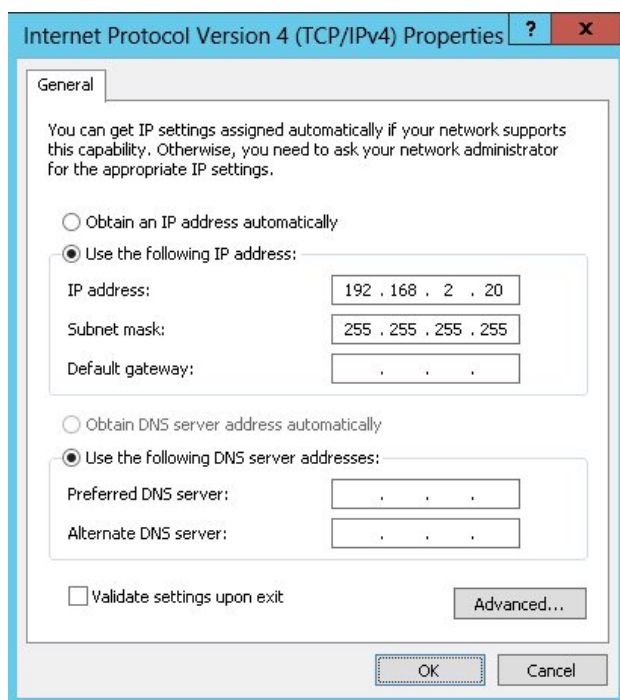 Internet Protocol Version 4 (TCP/IPv4) Properties ? x
General
You can get IP settings assigned automatically if your network supports
this capability. Otherwise, you need to ask your network administrator
for the appropriate IP settings.
Obtain an IP address automatically
Use the following IP address:
IP address: 192 . 168 . 2 . 20
Subnet mask: 255 . 255 . 255 . 255
Default gateway: . . .
Obtain DNS server address automatically
Use the following DNS server addresses:
Preferred DNS server: . . .
Alternate DNS server: . . .
Validate settings upon exit
Advanced...
OK Cancel